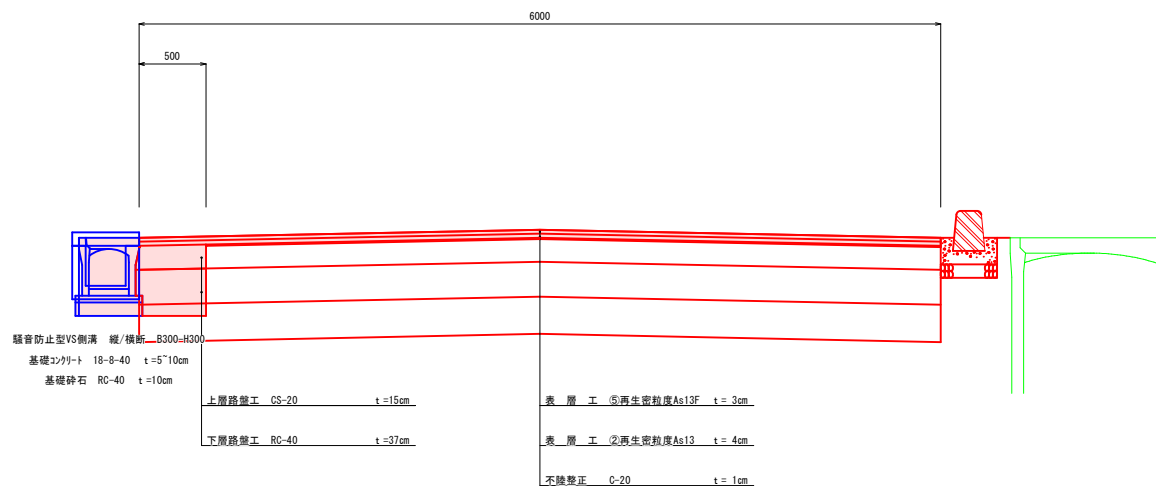 6000
500
騒音防止型VS側溝 縦/横断 B300=H300
基礎コンクリート 18-8-40 t=5~10cm
基礎砕石 RC-40 t=10cm
上層路盤工 CS-20 t=15cm
下層路盤工 RC-40 t=37cm
表層工 ⑤再生密粒度As13F t= 3cm
表層工 ②再生密粒度As13 t= 4cm
不陸整正 C-20 t= 1cm